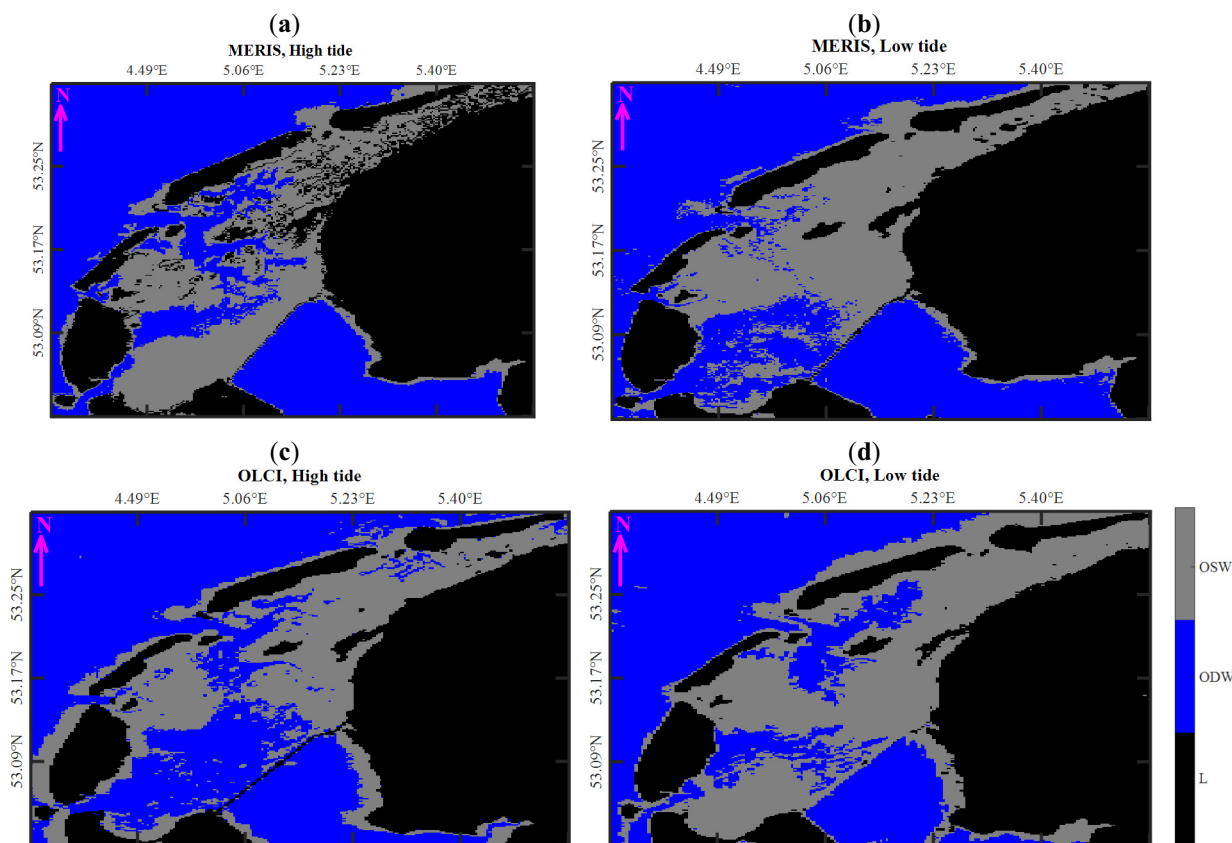 (a)
MERIS, High tide
4.49°E 5.06°E 5.23°E 5.40°E
N
53.25°N
53.17°N
53.09°N
(b)
MERIS, Low tide
4.49°E 5.06°E 5.23°E 5.40°E
N
53.25°N
53.17°N
53.09°N
(c)
OLCI, High tide
4.49°E 5.06°E 5.23°E 5.40°E
N
53.25°N
53.17°N
53.09°N
(d)
OLCI, Low tide
4.49°E 5.06°E 5.23°E 5.40°E
N
53.25°N
53.17°N
53.09°N
OSW
ODW
L